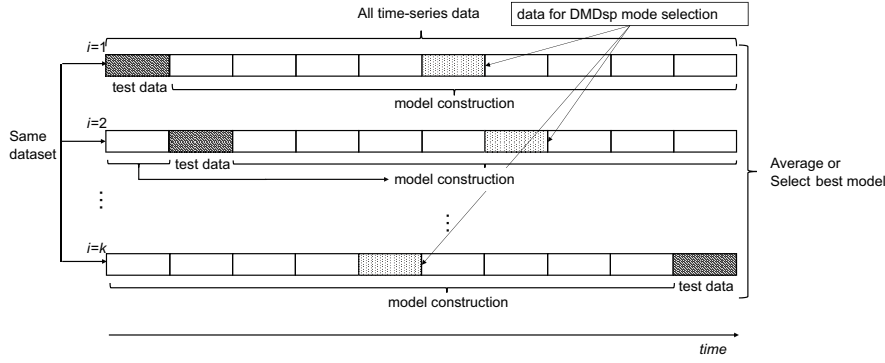 All time-series data
data for DMDsp mode selection
i=1
test data
model construction
Same
dataset
i=2
test data
model construction
Average or
Select best model
i=k
test data
model construction
time